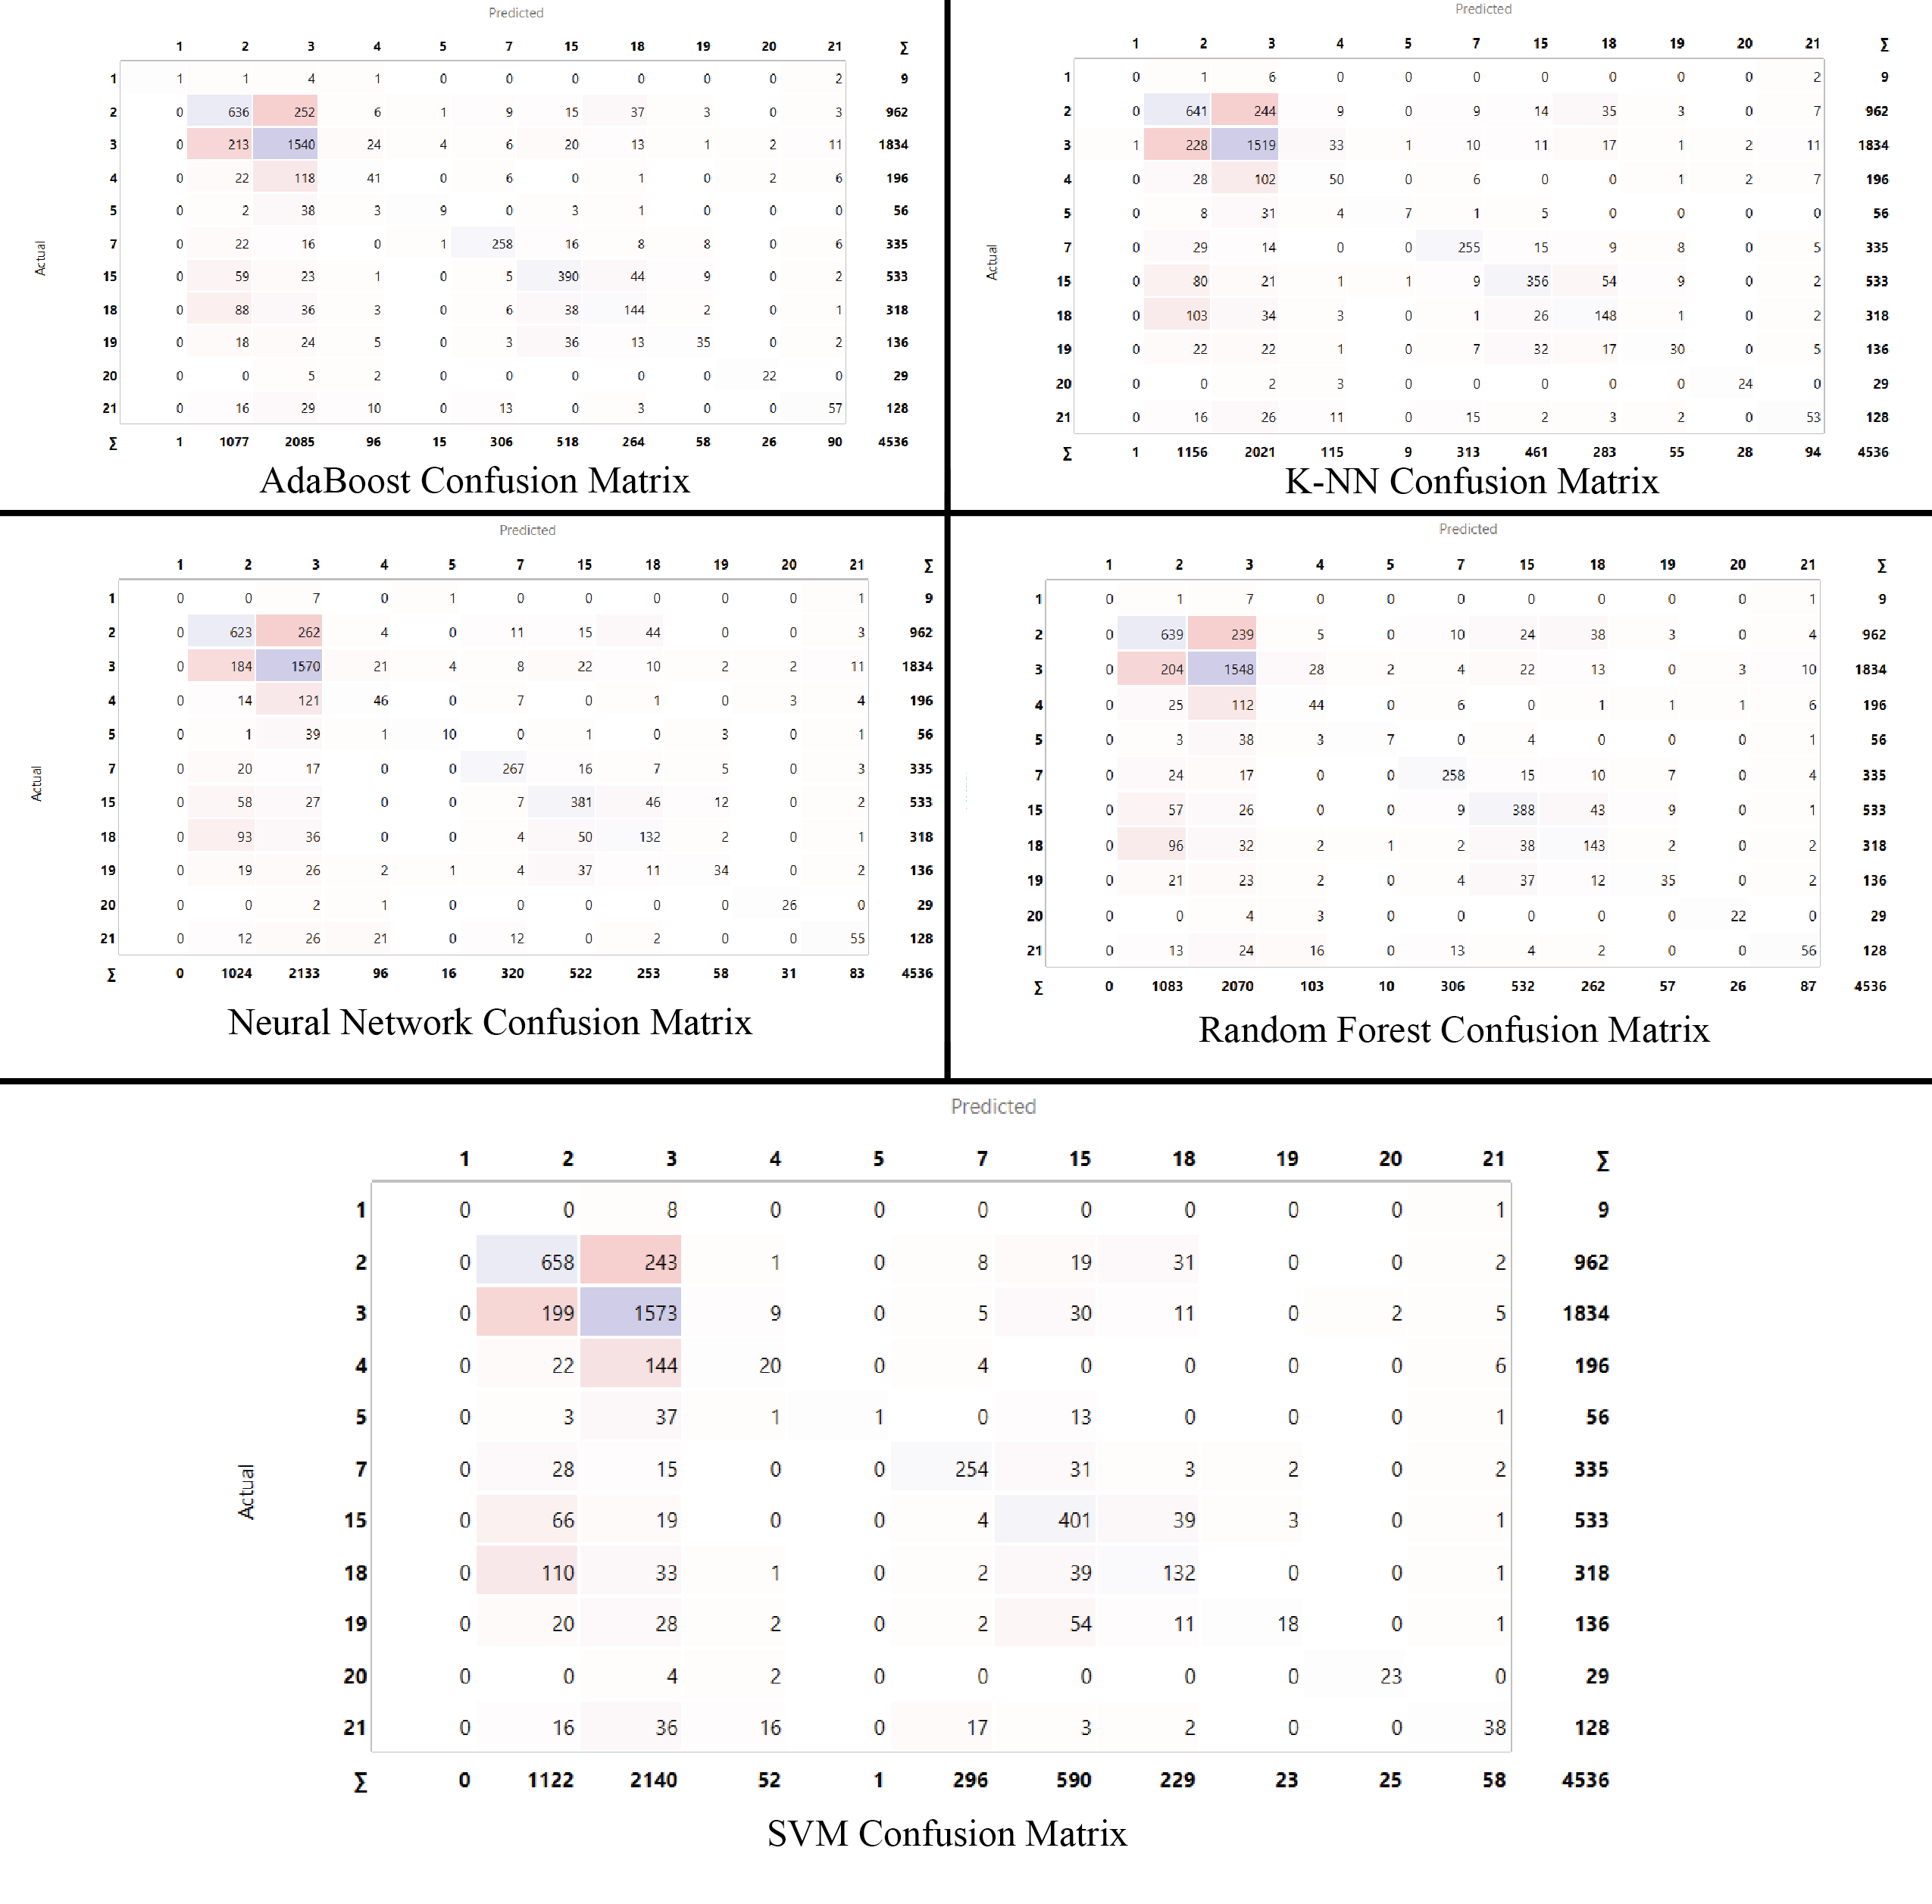 Predicted
1 2 3 4 5 7 15 18 19 20 21 ∑
1 1 1 4 1 0 0 0 0 0 0 2 9
2 0 636 252 6 1 9 15 37 3 0 3 962
3 0 213 1540 24 4 6 20 13 1 2 11 1834
4 0 22 118 41 0 6 0 1 0 2 6 196
5 0 2 38 3 9 0 3 1 0 0 0 56
Actual
7 0 22 16 0 1 258 16 8 8 0 6 335
15 0 59 23 1 0 5 390 44 9 0 2 533
18 0 88 36 3 0 6 38 144 2 0 1 318
19 0 18 24 5 0 3 36 13 35 0 2 136
20 0 0 5 2 0 0 0 0 0 22 0 29
21 0 16 29 10 0 13 0 3 0 0 57 128
∑ 1 1077 2085 96 15 306 518 264 58 26 90 4536
AdaBoost Confusion Matrix
Predicted
1 2 3 4 5 7 15 18 19 20 21 ∑
1 0 1 6 0 0 0 0 0 0 0 2 9
2 0 641 244 9 0 9 14 35 3 0 7 962
3 1 228 1519 33 1 10 11 17 1 2 11 1834
4 0 28 102 50 0 6 0 0 1 2 7 196
5 0 8 31 4 7 1 5 0 0 0 0 56
Actual
7 0 29 14 0 0 255 15 9 8 0 5 335
15 0 80 21 1 1 9 356 54 9 0 2 533
18 0 103 34 3 0 1 26 148 1 0 2 318
19 0 22 22 1 0 7 32 17 30 0 5 136
20 0 0 2 3 0 0 0 0 0 24 0 29
21 0 16 26 11 0 15 2 3 2 0 53 128
∑ 1 1156 2021 115 9 313 461 283 55 28 94 4536
K-NN Confusion Matrix
Predicted
1 2 3 4 5 7 15 18 19 20 21 ∑
1 0 0 7 0 1 0 0 0 0 0 1 9
2 0 623 262 4 0 11 15 44 0 0 3 962
3 0 184 1570 21 4 8 22 10 2 2 11 1834
4 0 14 121 46 0 7 0 1 0 3 4 196
5 0 1 39 1 10 0 1 0 3 0 1 56
Actual
7 0 20 17 0 0 267 16 7 5 0 3 335
15 0 58 27 0 0 7 381 46 12 0 2 533
18 0 93 36 0 0 4 50 132 2 0 1 318
19 0 19 26 2 1 4 37 11 34 0 2 136
20 0 0 2 1 0 0 0 0 0 26 0 29
21 0 12 26 21 0 12 0 2 0 0 55 128
∑ 0 1024 2133 96 16 320 522 253 58 31 83 4536
Neural Network Confusion Matrix
Predicted
1 2 3 4 5 7 15 18 19 20 21 ∑
1 0 1 7 0 0 0 0 0 0 0 1 9
2 0 639 239 5 0 10 24 38 3 0 4 962
3 0 204 1548 28 2 4 22 13 0 3 10 1834
4 0 25 112 44 0 6 0 1 1 1 6 196
5 0 3 38 3 7 0 4 0 0 0 1 56
7 0 24 17 0 0 258 15 10 7 0 4 335
15 0 57 26 0 0 9 388 43 9 0 1 533
18 0 96 32 2 1 2 38 143 2 0 2 318
19 0 21 23 2 0 4 37 12 35 0 2 136
20 0 0 4 3 0 0 0 0 0 22 0 29
21 0 13 24 16 0 13 4 2 0 0 56 128
∑ 0 1083 2070 103 10 306 532 262 57 26 87 4536
Random Forest Confusion Matrix
Predicted
1 2 3 4 5 7 15 18 19 20 21 ∑
1 0 0 8 0 0 0 0 0 0 0 1 9
2 0 658 243 1 0 8 19 31 0 0 2 962
3 0 199 1573 9 0 5 30 11 0 2 5 1834
4 0 22 144 20 0 4 0 0 0 0 6 196
5 0 3 37 1 1 0 13 0 0 0 1 56
Actual
7 0 28 15 0 0 254 31 3 2 0 2 335
15 0 66 19 0 0 4 401 39 3 0 1 533
18 0 110 33 1 0 2 39 132 0 0 1 318
19 0 20 28 2 0 2 54 11 18 0 1 136
20 0 0 4 2 0 0 0 0 0 23 0 29
21 0 16 36 16 0 17 3 2 0 0 38 128
∑ 0 1122 2140 52 1 296 590 229 23 25 58 4536
SVM Confusion Matrix